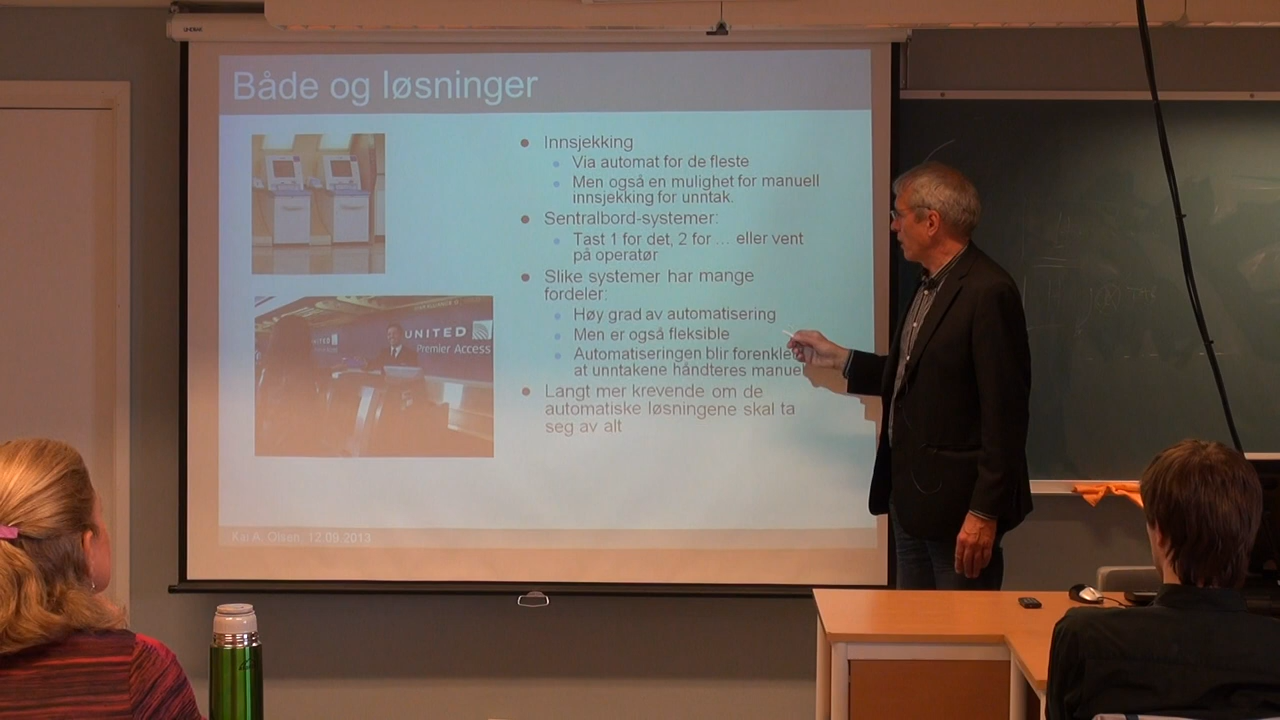 Både og løsninger
Innsjekking
Via automat for de fleste
Men også en mulighet for manuell
innsjekking for unntak.
Sentralbord-systemer:
Tast 1 for det, 2 for ... eller vent
på operatør
Slike systemer har mange
fordeler:
Høy grad av automatisering
Men er også fleksible
Automatiseringen blir forenkle
at unntakene håndteres manuel
Langt mer krevende om de
automatiske løsningene skal ta
seg av alt
UNITED
Premier Access
Kai A. Olsen, 12.09.2013